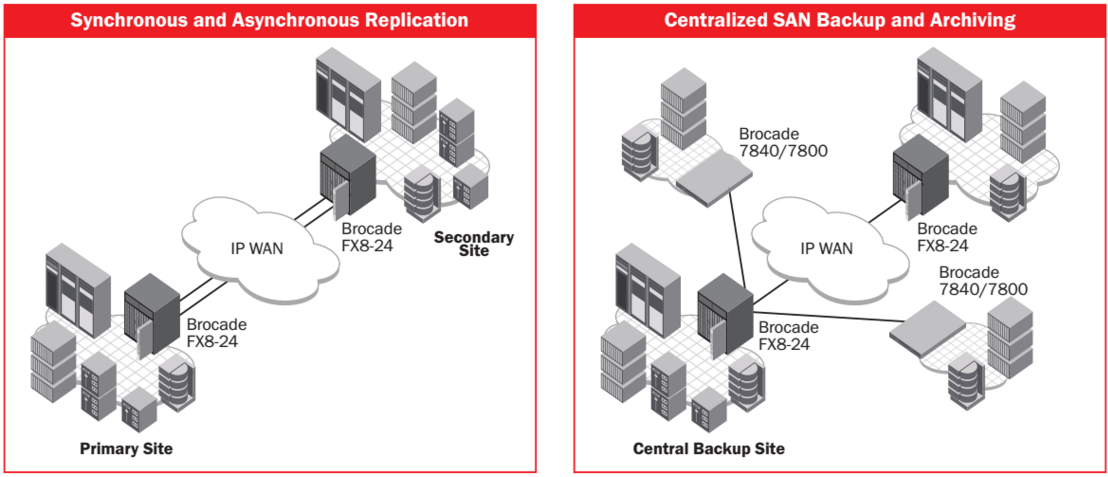 Synchronous and Asynchronous Replication
IP WAN
Brocade
FX8-24
Secondary
Site
Brocade
FX8-24
Primary Site
Centralized SAN Backup and Archiving
Brocade
7840/7800
IP WAN
Brocade
FX8-24
Brocade
7840/7800
Brocade
FX8-24
Central Backup Site